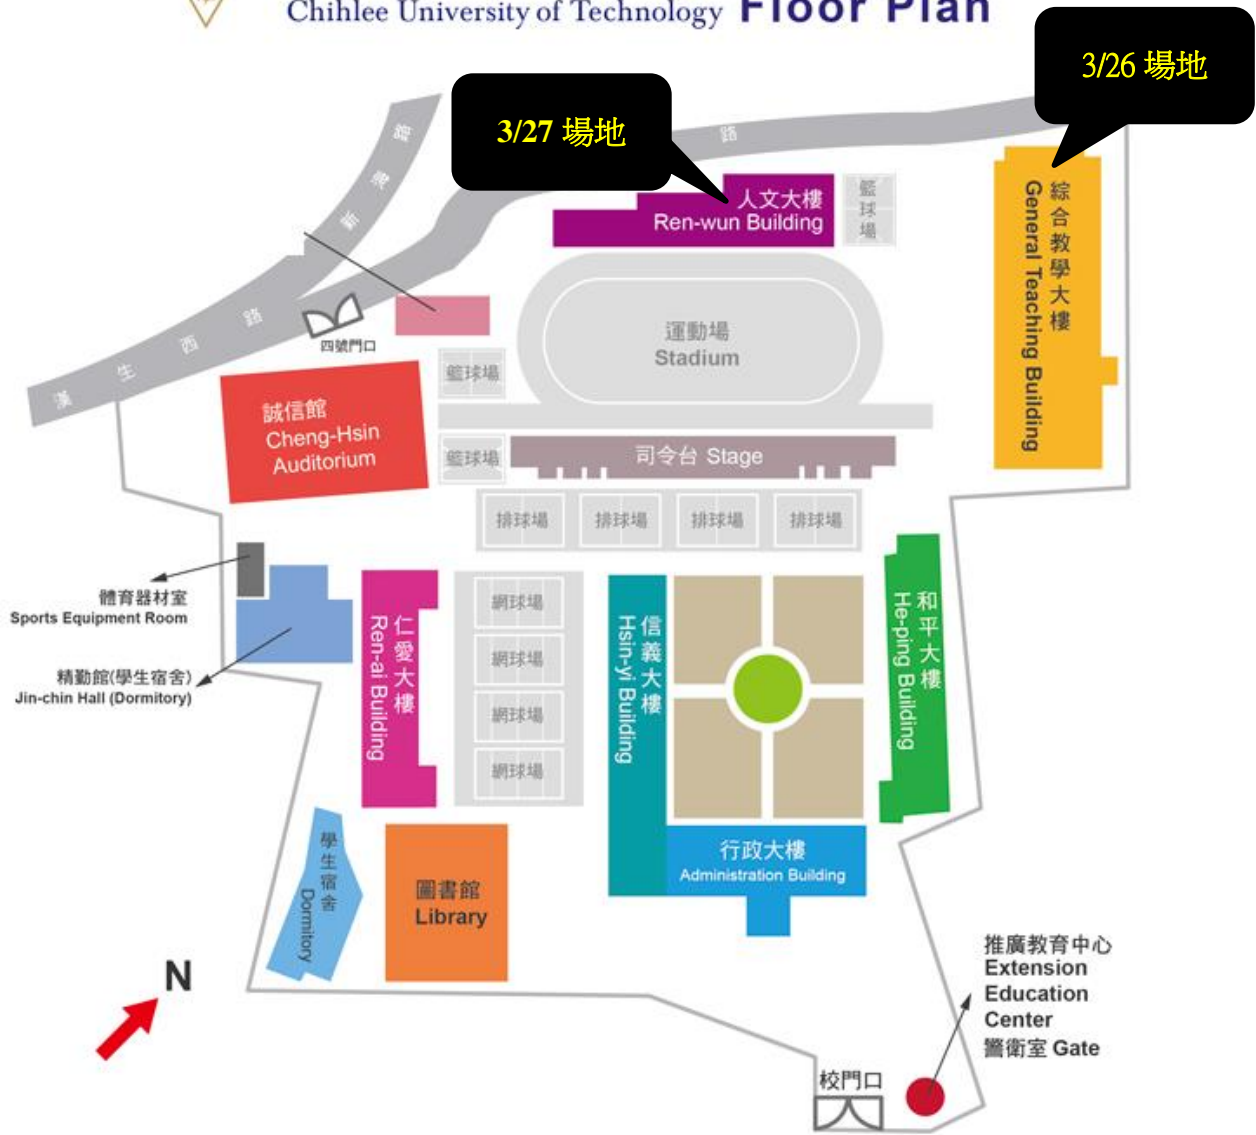 Chihlee University of Technology Floor Plan
3/26 場地
3/27 場地
路
新興路
漢生西路
人文大樓
Ren-wun Building
籃球場
綜合教學大樓
General Teaching Building
運動場
Stadium
四號門口
籃球場
誠信館
Cheng-Hsin
Auditorium
籃球場
司令台 Stage
排球場
排球場
排球場
排球場
體育器材室
Sports Equipment Room
精勤館(學生宿舍)
Jin-chin Hall (Dormitory)
仁愛大樓
Ren-ai Building
網球場
網球場
網球場
網球場
信義大樓
Hsin-yi Building
和平大樓
He-ping Building
學生宿舍
Dormitory
圖書館
Library
行政大樓
Administration Building
N
推廣教育中心
Extension
Education
Center
警衛室 Gate
校門口